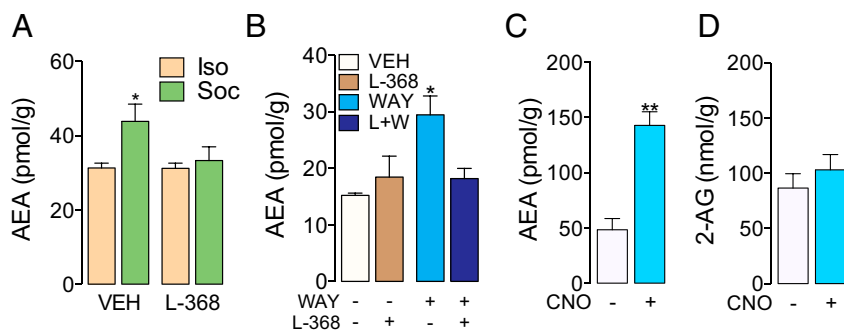 A
AEA (pmol/g)
60
40
20
0
Iso
Soc
*
VEH L-368
B
AEA (pmol/g)
40
30
20
10
0
VEH
L-368
WAY
L+W
*
WAY - - + +
L-368 - + - +
C
AEA (pmol/g)
200
150
100
50
0
**
CNO - +
D
2-AG (nmol/g)
200
150
100
50
0
CNO - +